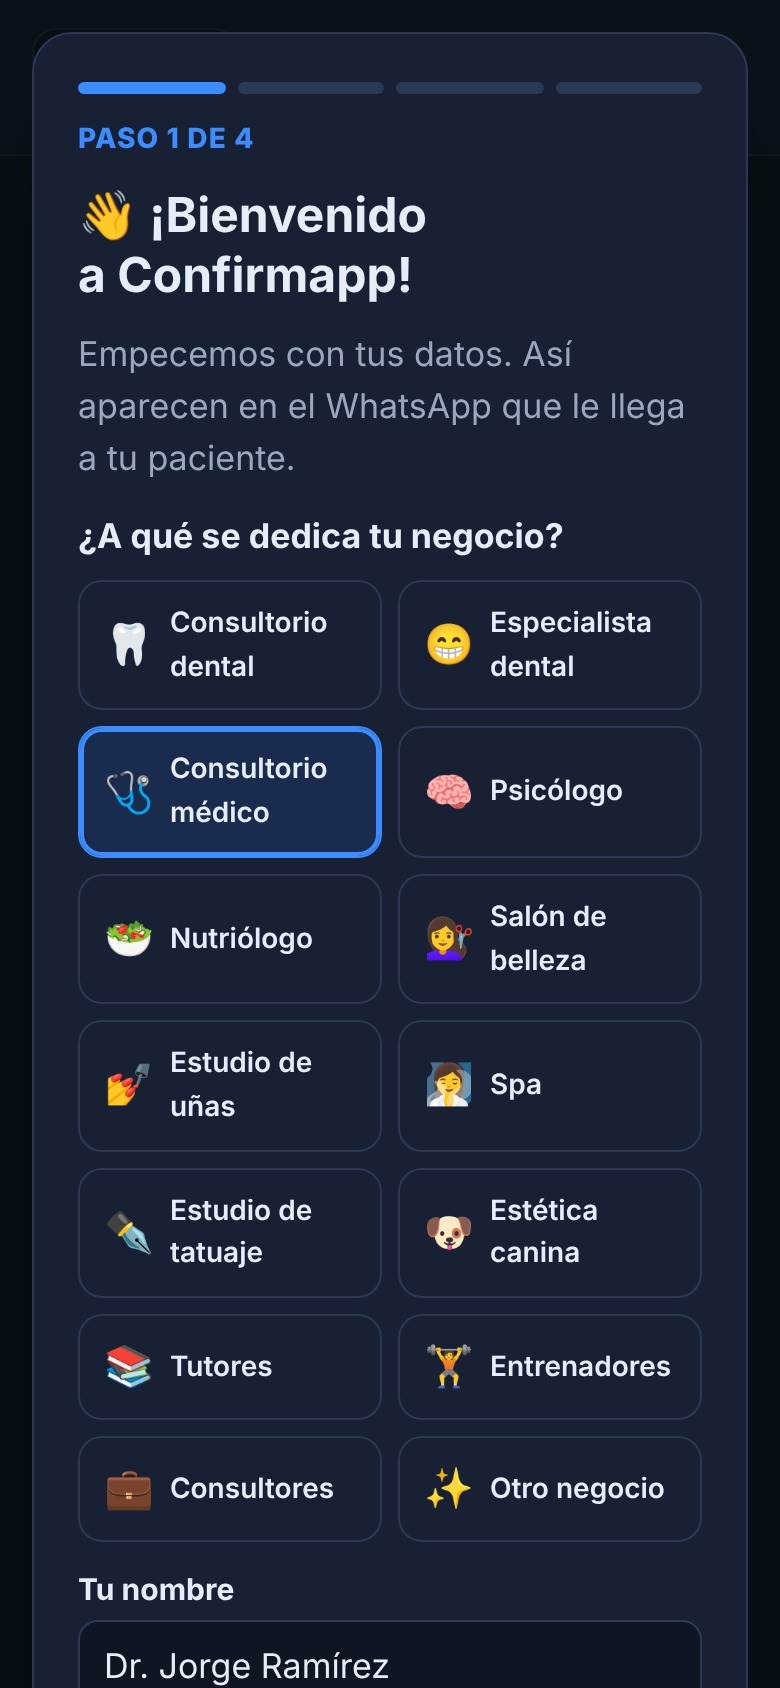 PASO 1 DE 4
👋 ¡Bienvenido
a Confirmapp!
Empecemos con tus datos. Así
aparecen en el WhatsApp que le llega
a tu paciente.
¿A qué se dedica tu negocio?
Consultorio
dental
Especialista
dental
Consultorio
médico
Psicólogo
Nutriólogo
Salón de
belleza
Estudio de
uñas
Spa
Estudio de
tatuaje
Estética
canina
Tutores
Entrenadores
Consultores
Otro negocio
Tu nombre
Dr. Jorge Ramírez